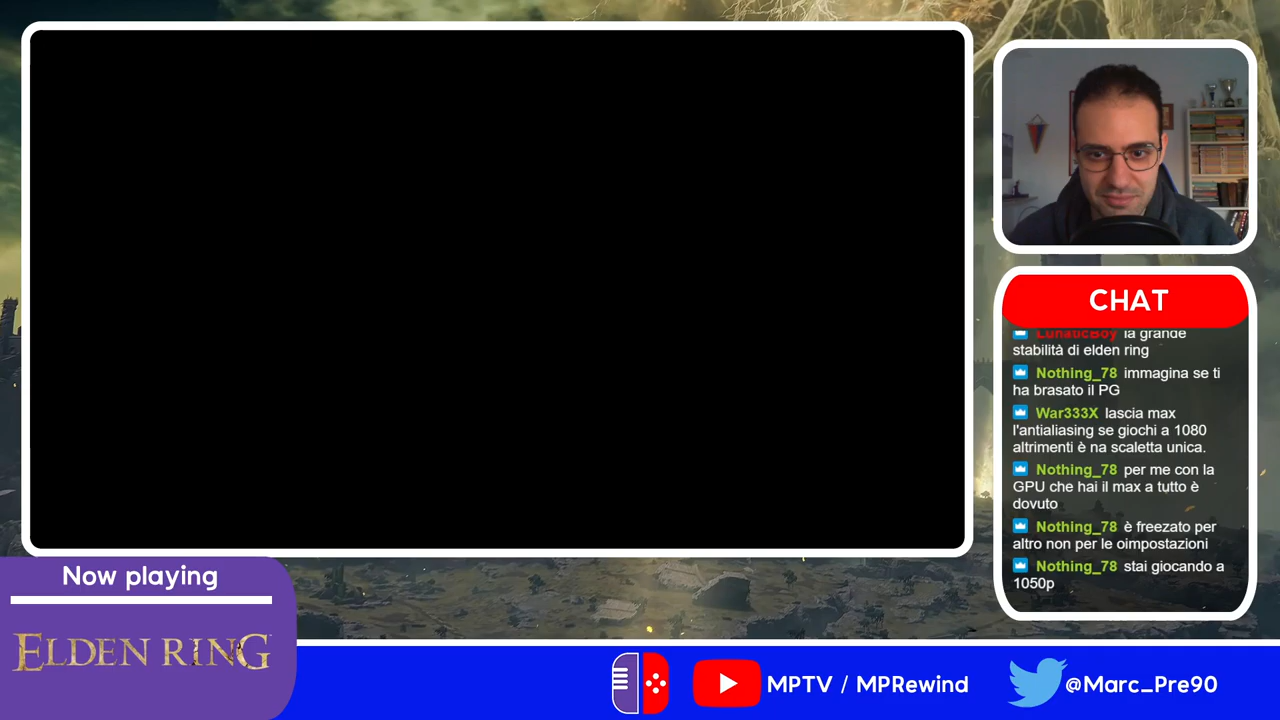 CHAT
LunaticBoy la grande
stabilità di elden ring
Nothing_78 immagina se ti
ha brasato il PG
War333X lascia max
l'antialiasing se giochi a 1080
altrimenti è na scaletta unica.
Nothing_78 per me con la
GPU che hai il max a tutto è
dovuto
Nothing_78 è freezato per
altro non per le oimpostazioni
Nothing_78 stai giocando a
1050p
Now playing
ELDEN RING
MPTV / MPRewind
@Marc_Pre90